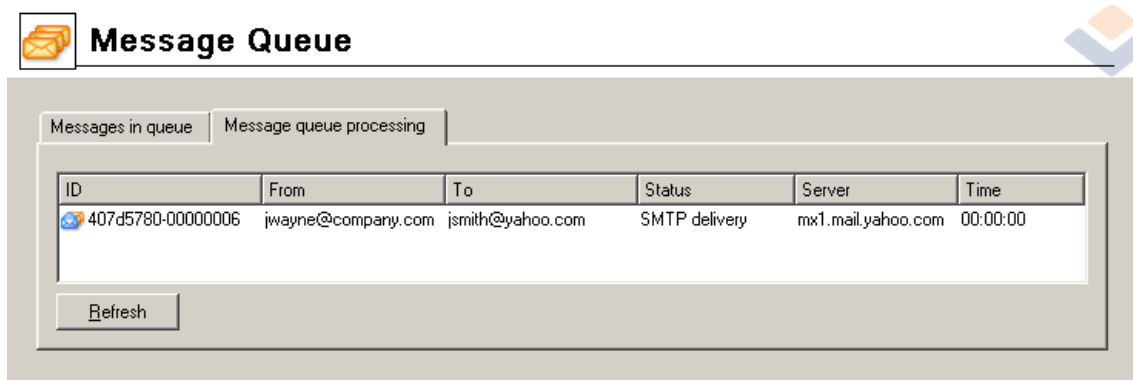 Message Queue
Messages in queue Message queue processing
ID From To Status Server Time
407d5780-00000006 jwayne@company.com jsmith@yahoo.com SMTP delivery mx1.mail.yahoo.com 00:00:00
Refresh